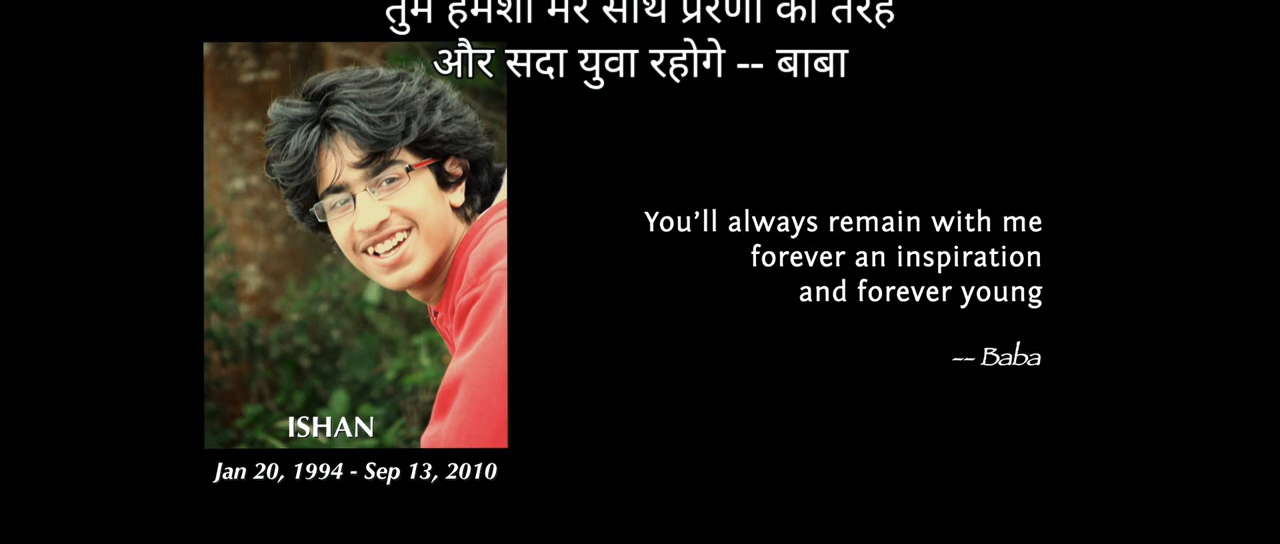 तुम हमेशा मेरे साथ प्रेरणा की तरह
और सदा युवा रहोगे -- बाबा
You'll always remain with me
forever an inspiration
and forever young
-- Baba
ISHAN
Jan 20, 1994 - Sep 13, 2010